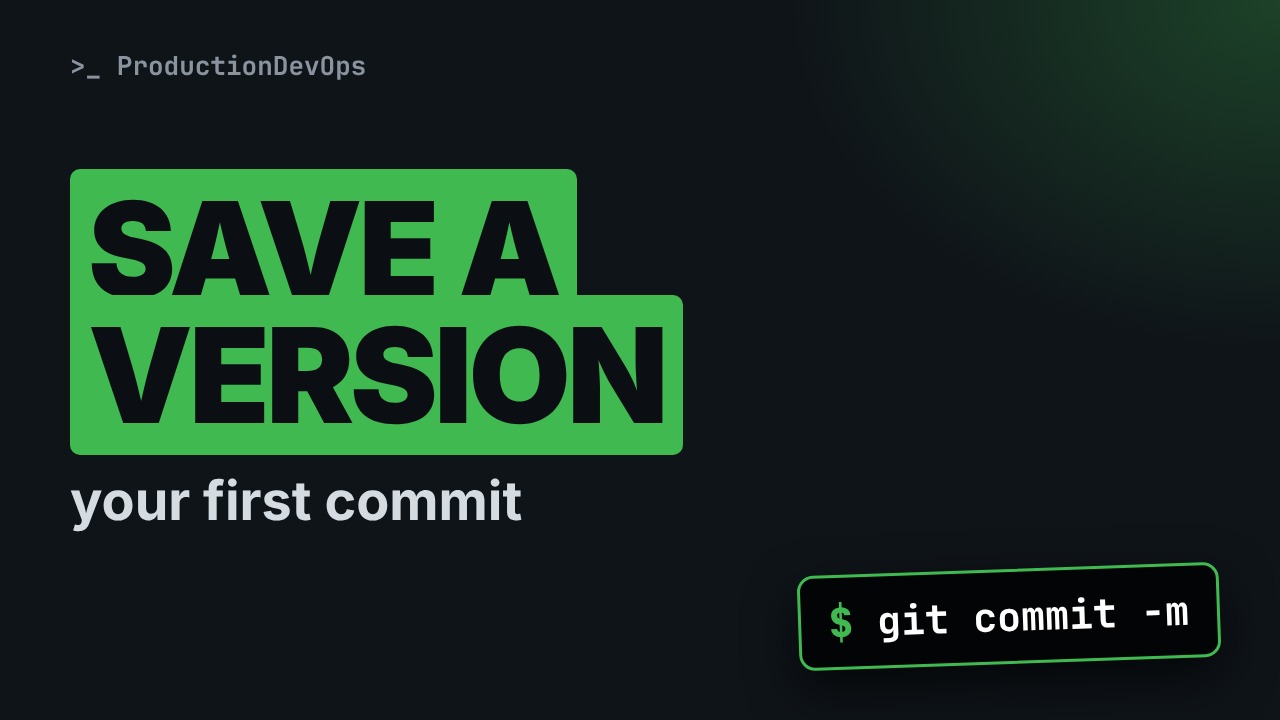 >_ ProductionDevOps
SAVE A
VERSION
your first commit
$ git commit -m